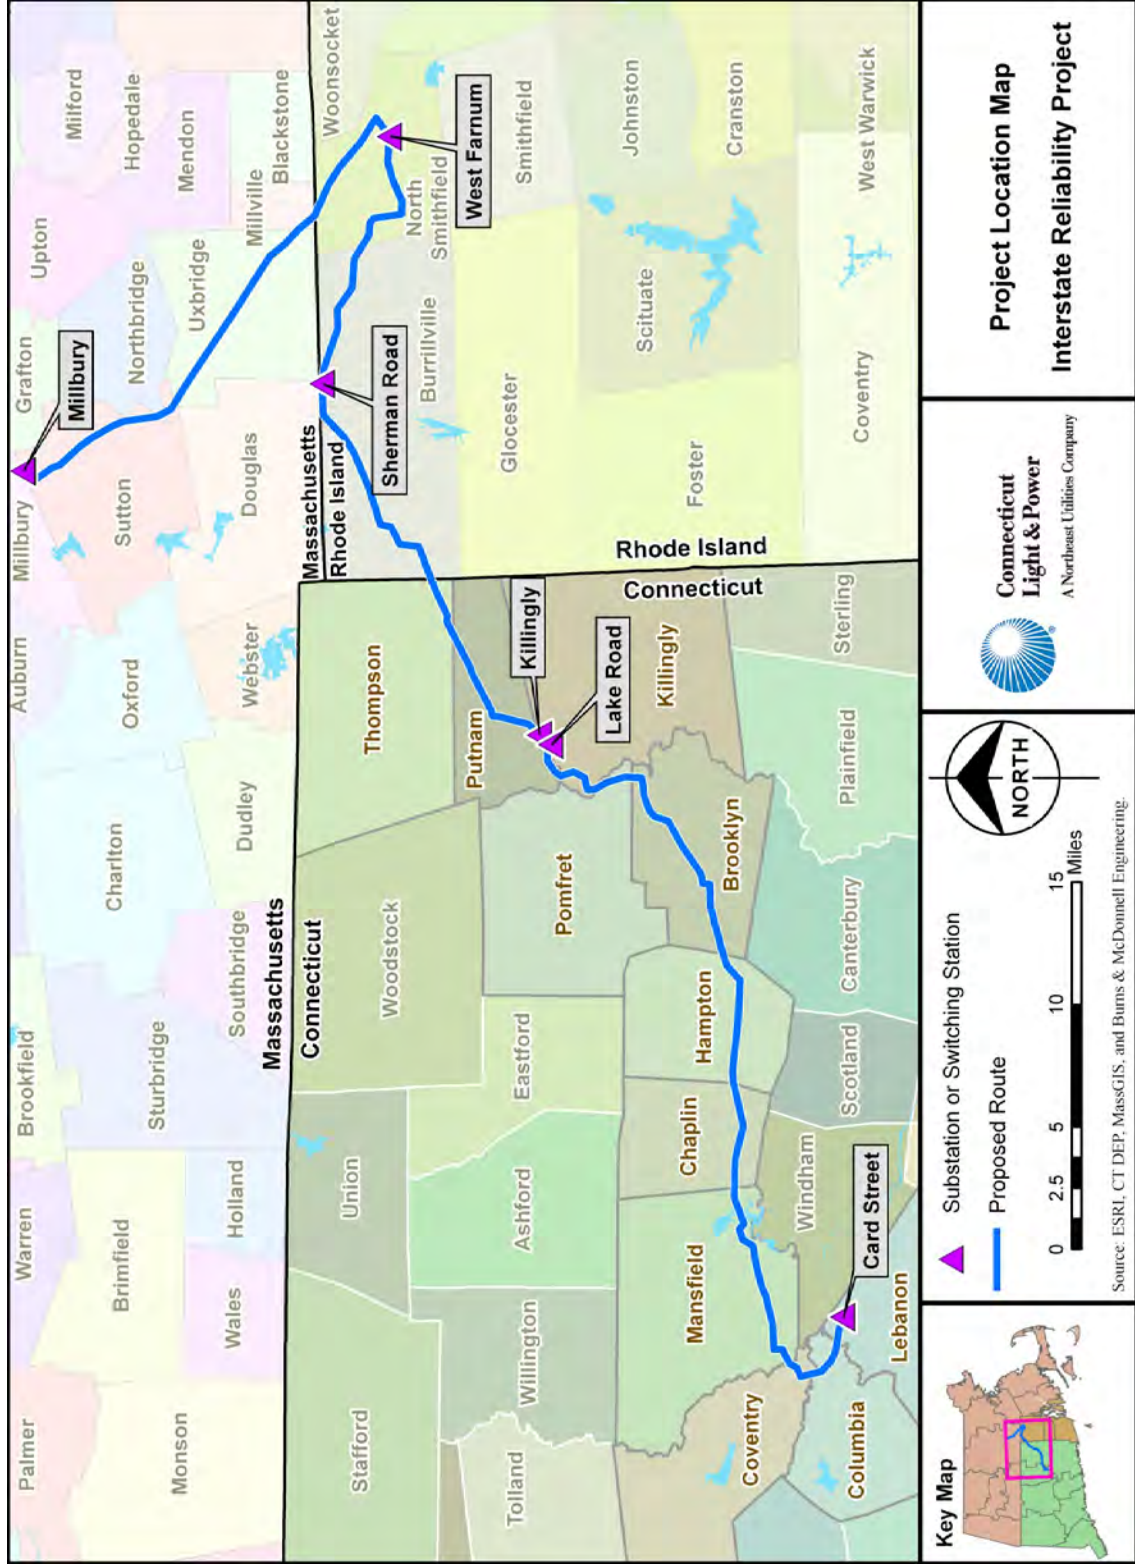 Palmer
Warren
Brookfield
Auburn
Millbury
Grafton
Upton
Milford
Millbury
Hopedale
Monson
Brimfield
Sturbridge
Charlton
Oxford
Sutton
Northbridge
Mendon
Wales
Holland
Southbridge
Dudley
Webster
Douglas
Uxbridge
Millville
Blackstone
Massachusetts
Connecticut
Massachusetts
Rhode Island
Woonsocket
Stafford
Union
Woodstock
Thompson
Sherman Road
Burrillville
North
Smithfield
West Farnum
Tolland
Willington
Ashford
Eastford
Pomfret
Putnam
Killingly
Lake Road
Glocester
Smithfield
Rhode Island
Connecticut
Killingly
Foster
Scituate
Johnston
Coventry
Mansfield
Chaplin
Hampton
Brooklyn
Cranston
Columbia
Lebanon
Card Street
Windham
Scotland
Canterbury
Plainfield
Sterling
Coventry
West Warwick
Key Map
Substation or Switching Station
Proposed Route
0 2.5 5 10 15
Miles
NORTH
Source: ESRI, CT DEP, MassGIS, and Burns & McDonnell Engineering.
®
Connecticut
Light & Power
A Northeast Utilities Company
Project Location Map
Interstate Reliability Project